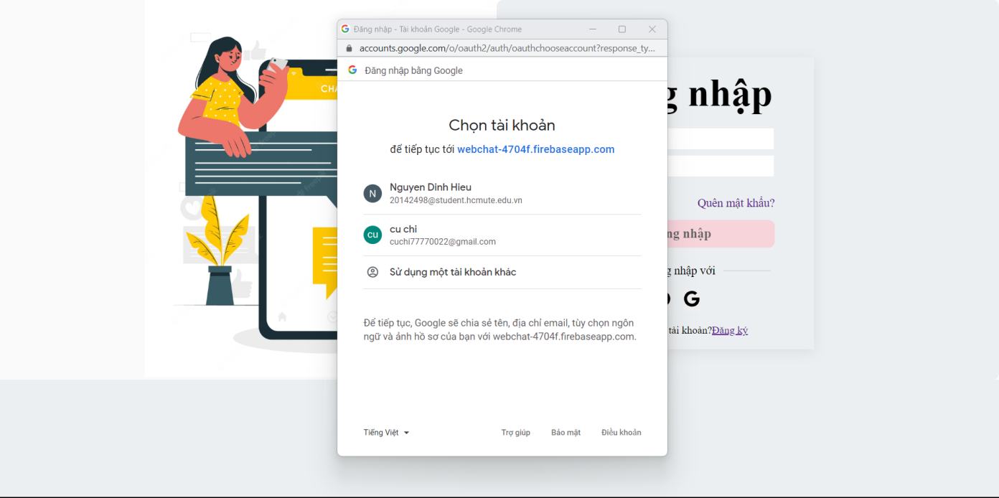 Đăng nhập - Tài khoản Google - Google Chrome
accounts.google.com/o/oauth2/auth/oauthchooseaccount?response_ty...
Đăng nhập bằng Google
CHA
g nhập
Chọn tài khoản
để tiếp tục tới webchat-4704f.firebaseapp.com
N
Nguyen Dinh Hieu
20142498@student.hcmute.edu.vn
cu
cu chi
cuchi77770022@gmail.com
Sử dụng một tài khoản khác
Để tiếp tục, Google sẽ chia sẻ tên, địa chỉ email, tùy chọn ngôn
ngữ và ảnh hồ sơ của bạn với webchat-4704f.firebaseapp.com.
Tiếng Việt
Trợ giúp
Bảo mật
Điều khoản
Quên mật khẩu?
ng nhập
g nhập với
G
tài khoản?Đăng ký